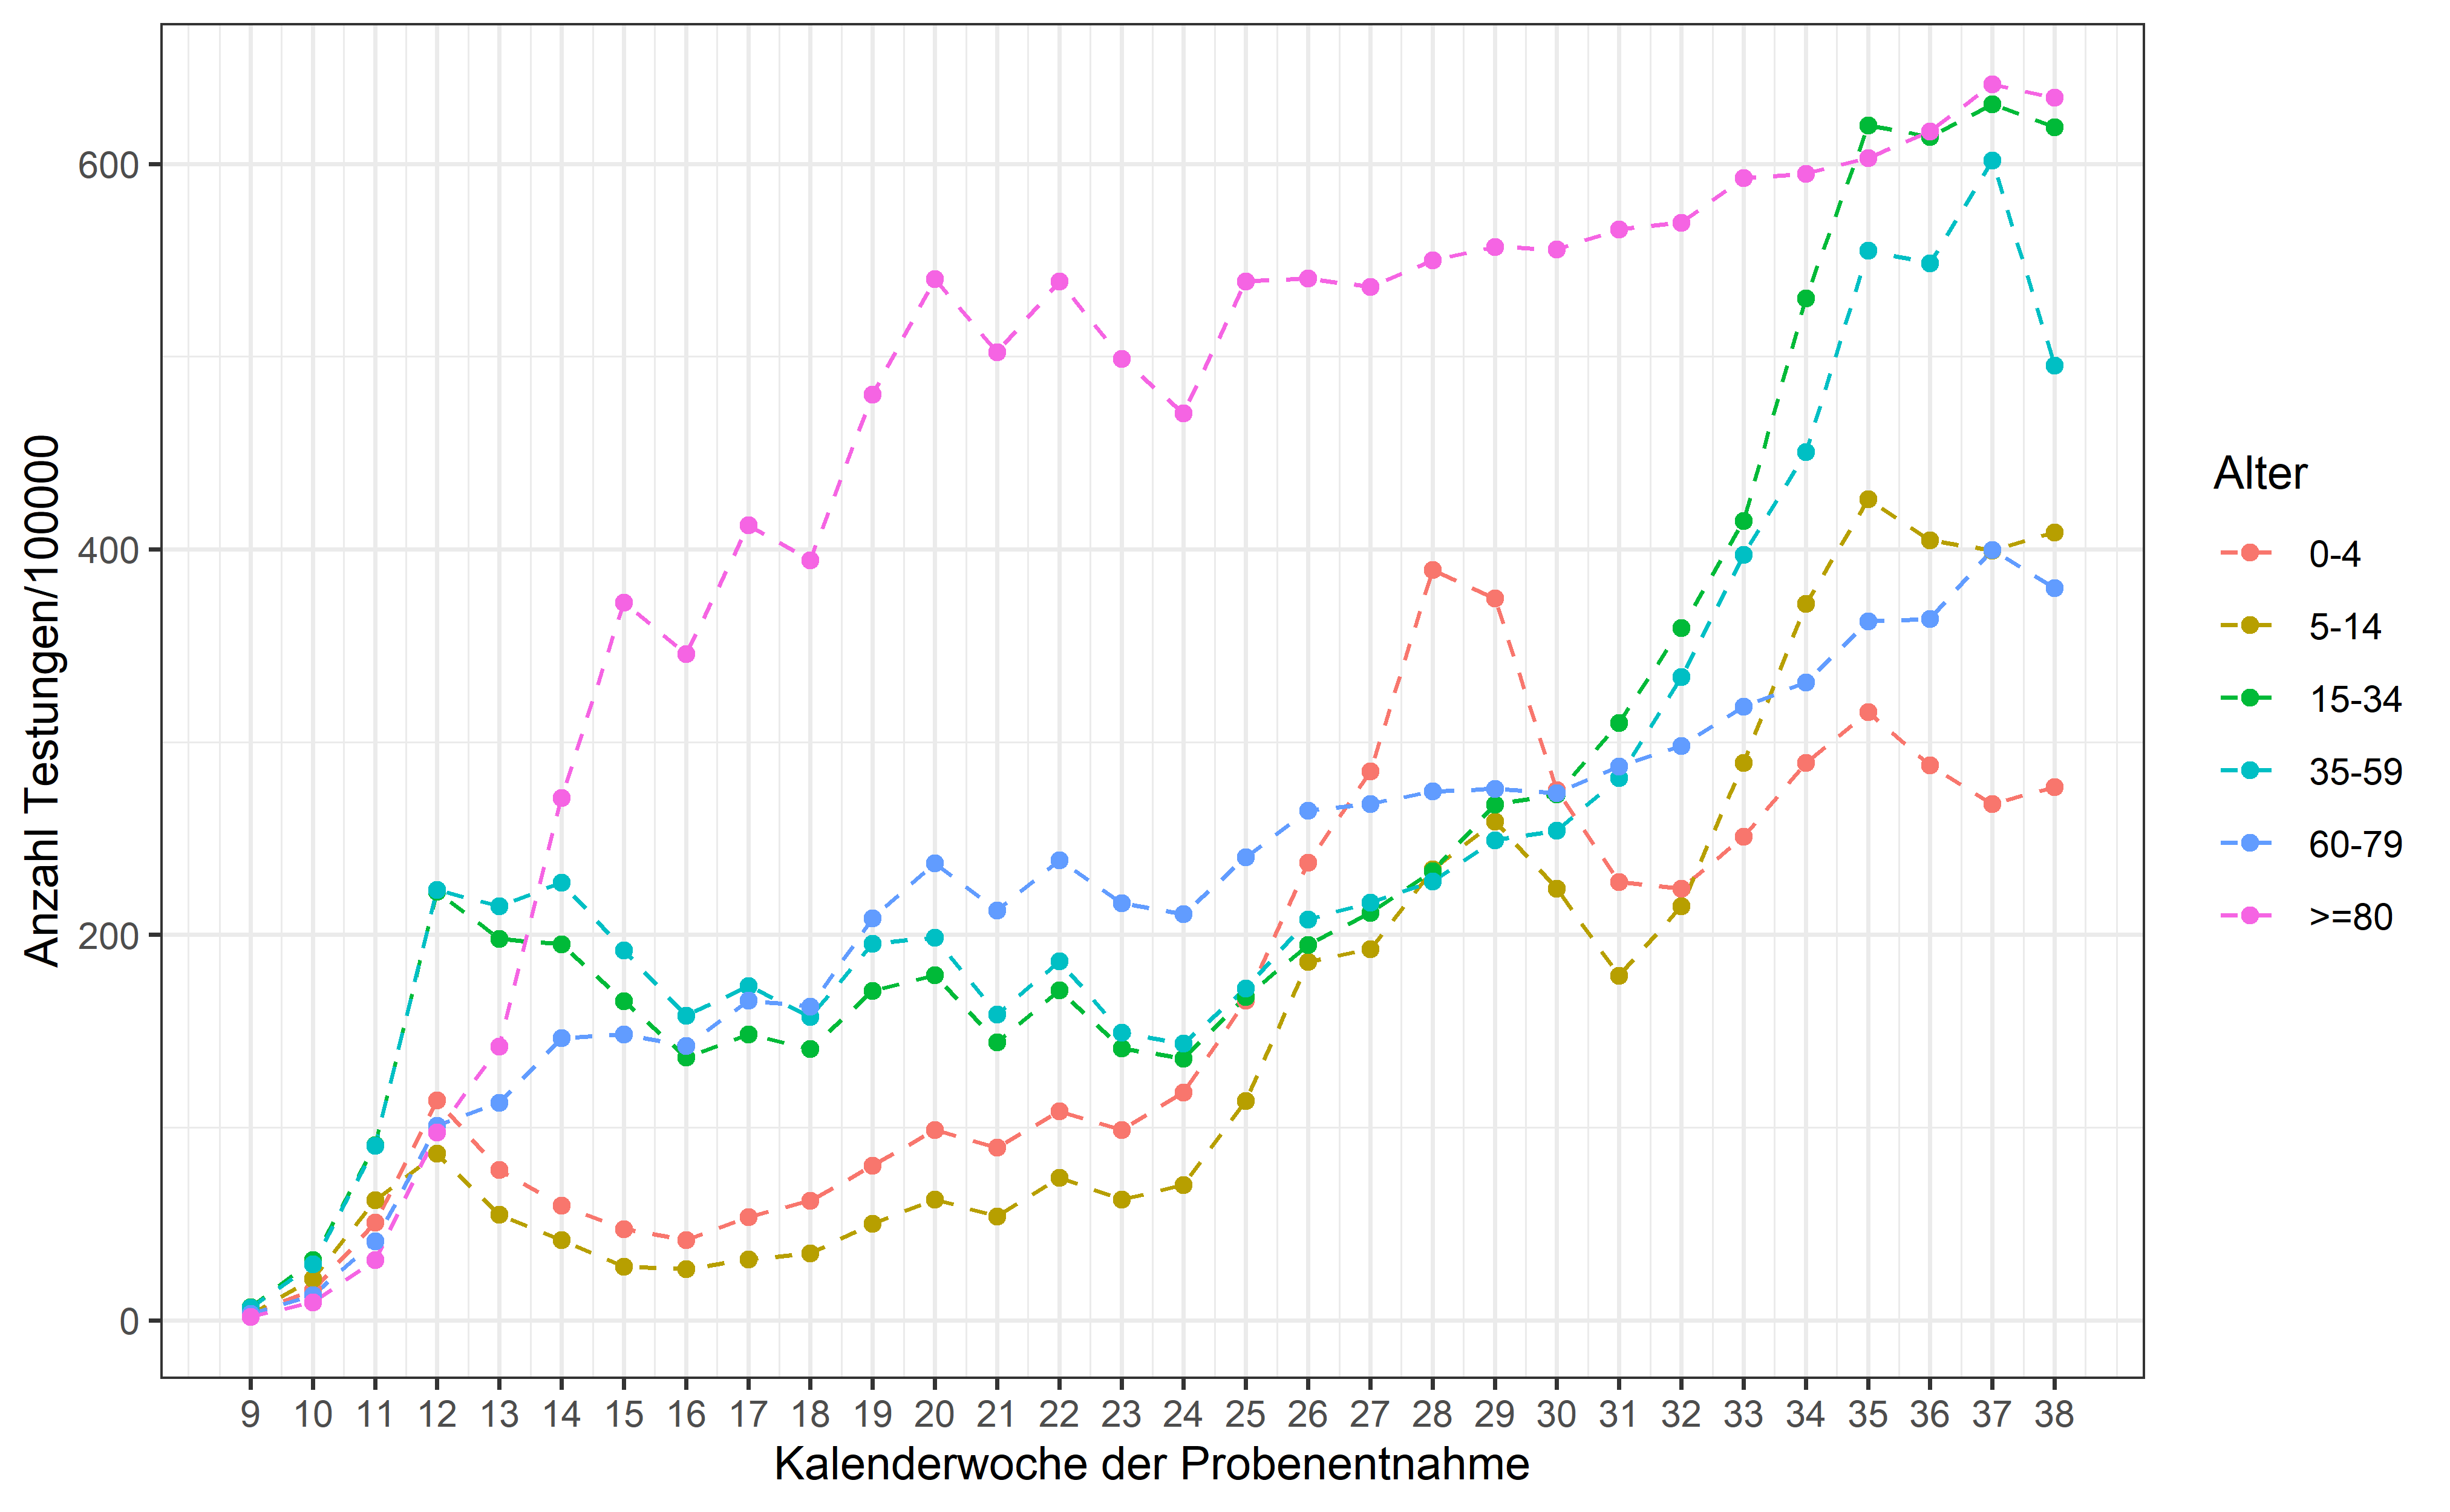 Anzahl Testungen/100000
600
400
200
0
9 10 11 12 13 14 15 16 17 18 19 20 21 22 23 24 25 26 27 28 29 30 31 32 33 34 35 36 37 38
Kalenderwoche der Probenentnahme
Alter
0-4
5-14
15-34
35-59
60-79
>=80